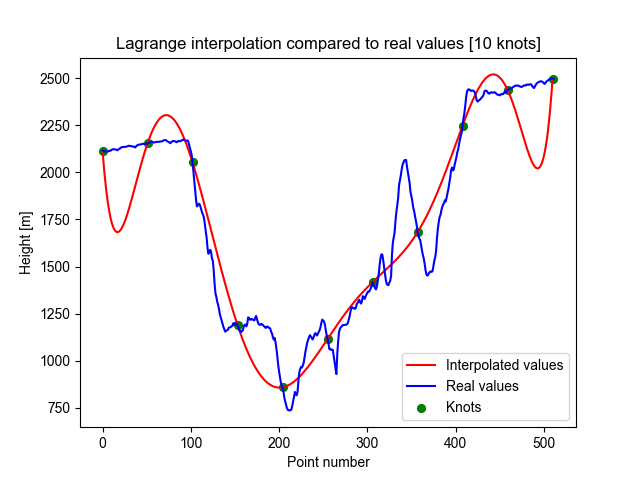 Lagrange interpolation compared to real values [10 knots]
Height [m]
2500
2250
2000
1750
1500
1250
1000
750
0 100 200 300 400 500
Point number
Interpolated values
Real values
Knots